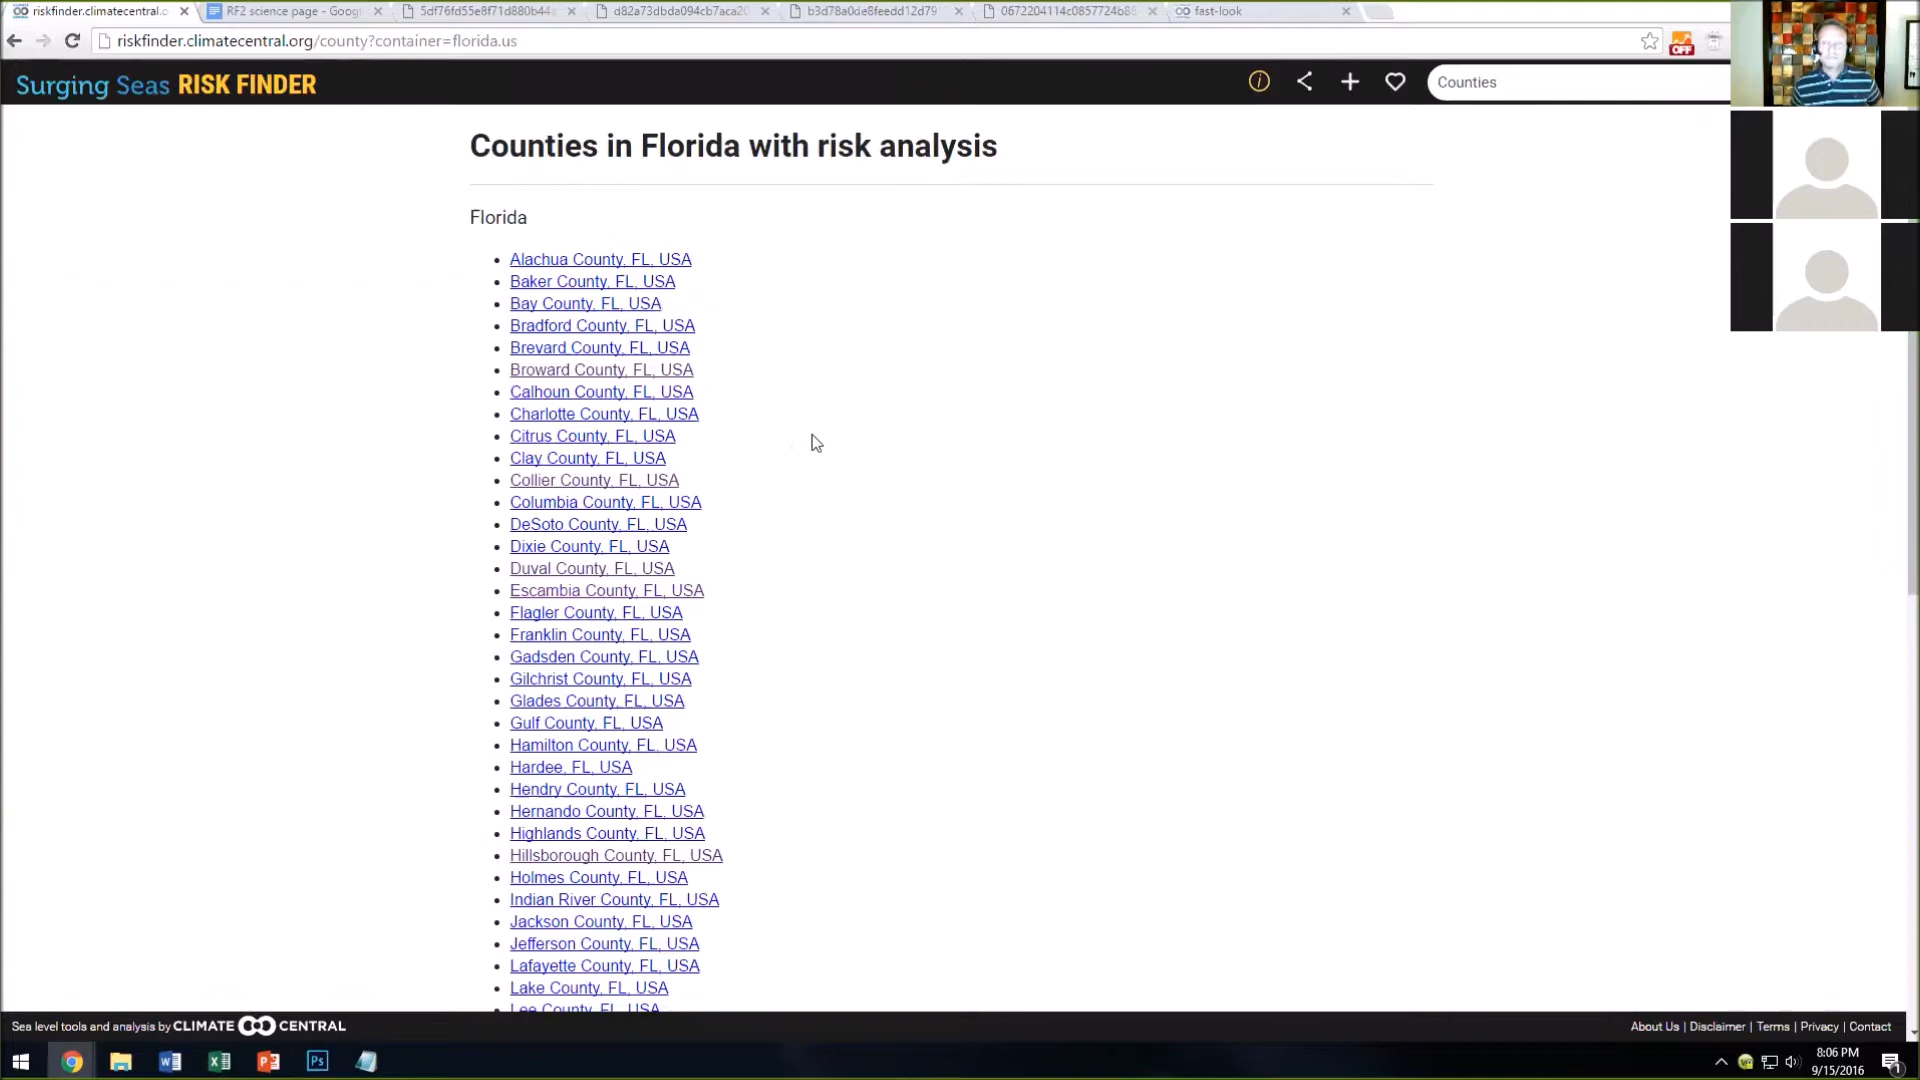 riskfinder.climatecentral.o
RF2 science page - Googl
5df76fd55e8f71d880b44a
d82a73dbda094cb7aca20
b3d78a0de8feedd12d79
0672204114c0857724b88
fast-look
riskfinder.climatecentral.org/county?container=florida.us
OFF
Surging Seas RISK FINDER
Counties
Counties in Florida with risk analysis
Florida
Alachua County, FL, USA
Baker County, FL, USA
Bay County, FL, USA
Bradford County, FL, USA
Brevard County, FL, USA
Broward County, FL, USA
Calhoun County, FL, USA
Charlotte County, FL, USA
Citrus County, FL, USA
Clay County, FL, USA
Collier County, FL, USA
Columbia County, FL, USA
DeSoto County, FL, USA
Dixie County, FL, USA
Duval County, FL, USA
Escambia County, FL, USA
Flagler County, FL, USA
Franklin County, FL, USA
Gadsden County, FL, USA
Gilchrist County, FL, USA
Glades County, FL, USA
Gulf County, FL, USA
Hamilton County, FL, USA
Hardee, FL, USA
Hendry County, FL, USA
Hernando County, FL, USA
Highlands County, FL, USA
Hillsborough County, FL, USA
Holmes County, FL, USA
Indian River County, FL, USA
Jackson County, FL, USA
Jefferson County, FL, USA
Lafayette County, FL, USA
Lake County, FL, USA
Lee County, FL, USA
Sea level tools and analysis by CLIMATE CENTRAL
About Us | Disclaimer | Terms | Privacy | Contact
8:06 PM
9/15/2016
1